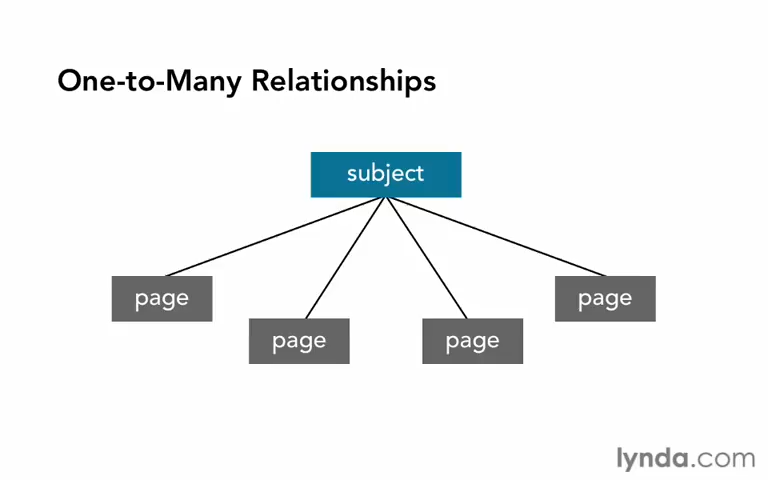 One-to-Many Relationships
subject
page
page
page
page
lynda.com